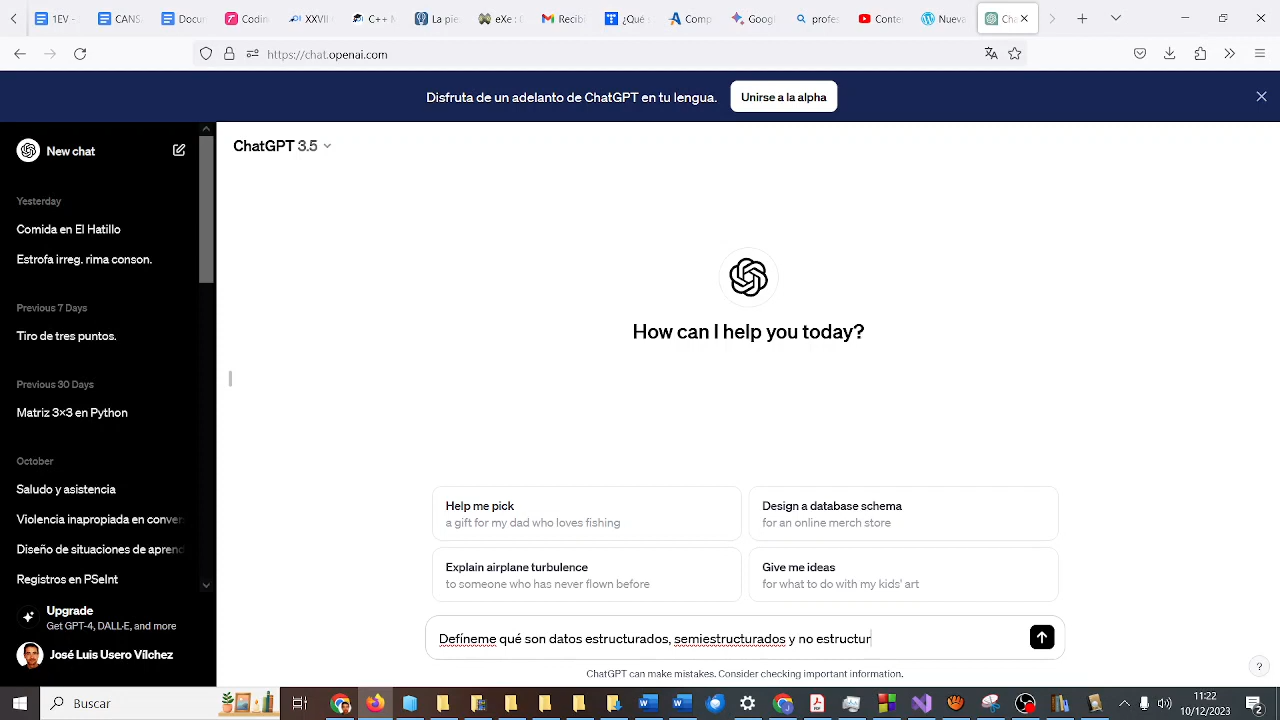 1EV -
CANS
Docu
Codin
XXVII
C++ M
La pie
eXe : D
Recib
¿Qué
Comp
Goog
profes
Conte
Nueva
Ch
https://chat.openai.com
Disfruta de un adelanto de ChatGPT en tu lengua.
Unirse a la alpha
New chat
ChatGPT 3.5
Yesterday
Comida en El Hatillo
Estrofa irreg. rima conson.
Previous 7 Days
Tiro de tres puntos.
Previous 30 Days
Matriz 3×3 en Python
October
Saludo y asistencia
Violencia inapropiada en convers
Diseño de situaciones de aprend
Registros en PSeInt
Upgrade
Get GPT-4, DALL·E, and more
José Luis Usero Vílchez
How can I help you today?
Help me pick
a gift for my dad who loves fishing
Design a database schema
for an online merch store
Explain airplane turbulence
to someone who has never flown before
Give me ideas
for what to do with my kids' art
Defíneme qué son datos estructurados, semiestructurados y no estructur
ChatGPT can make mistakes. Consider checking important information.
?
Buscar
11:22
10/12/2023
2